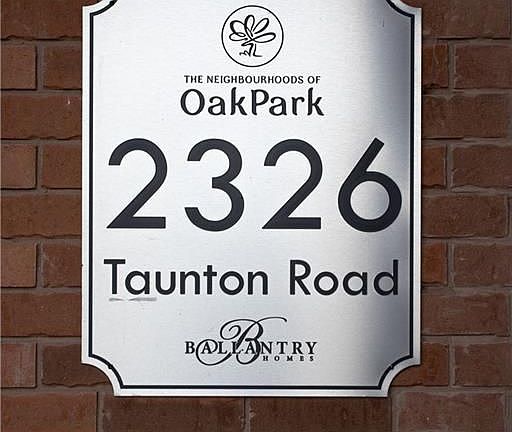 THE NEIGHBOURHOODS OF
OakPark
2326
Taunton Road
B
BALLANTRY
HOMES